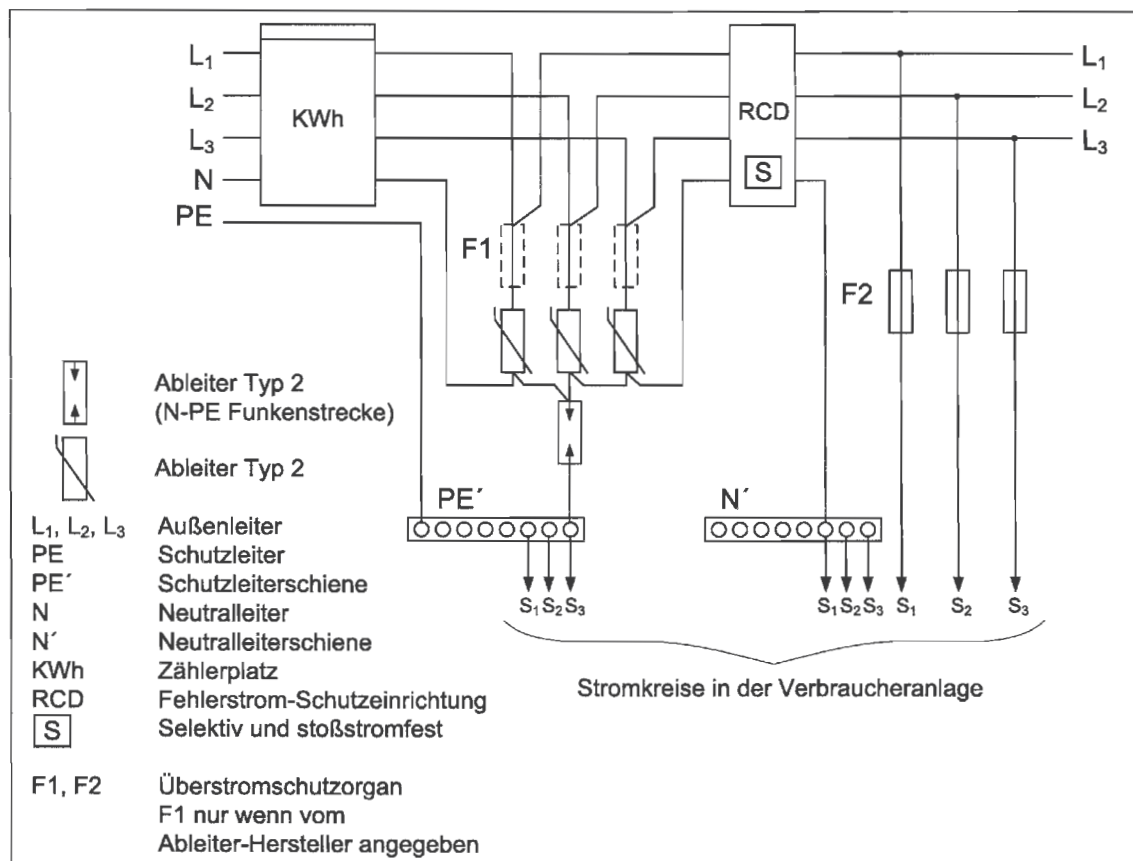 L₁
L₂
L₃
N
PE
KWh
RCD
S
L₁
L₂
L₃
F1
F2
Ableiter Typ 2
(N-PE Funkenstrecke)
Ableiter Typ 2
PE´
N´
S₁ S₂ S₃
S₁ S₂ S₃ S₁ S₂ S₃
Stromkreise in der Verbraucheranlage
L₁, L₂, L₃ Außenleiter
PE Schutzleiter
PE´ Schutzleiterschiene
N Neutralleiter
N´ Neutralleiterschiene
KWh Zählerplatz
RCD Fehlerstrom-Schutzeinrichtung
S Selektiv und stoßstromfest
F1, F2 Überstromschutzorgan
F1 nur wenn vom
Ableiter-Hersteller angegeben